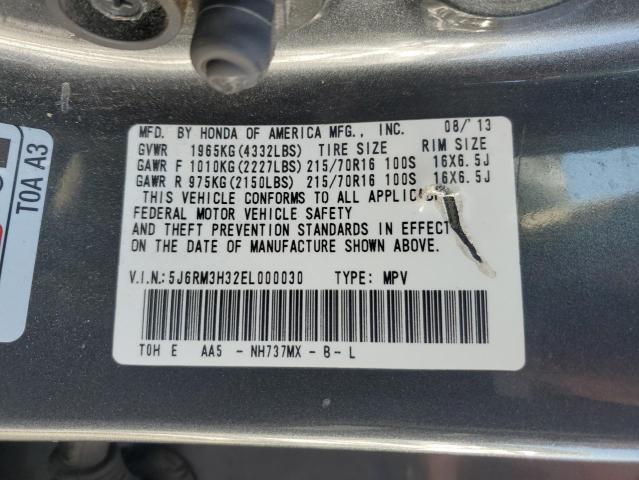 MFD. BY HONDA OF AMERICA MFG., INC. 08/'13
GVWR 1965KG(4332LBS) TIRE SIZE RIM SIZE
GAWR F 1010KG(2227LBS) 215/70R16 100S 16X6.5J
GAWR R 975KG(2150LBS) 215/70R16 100S 16X6.5J
THIS VEHICLE CONFORMS TO ALL
FEDERAL MOTOR VEHICLE SAFETY
AND THEFT PREVENTION STANDARDS IN EFFECT
ON THE DATE OF MANUFACTURE SHOWN ABOVE.
V.I.N.: 5J6RM3H32EL000030 TYPE: MPV
T0H E AA5 - NH737MX - B - L
T0A A3